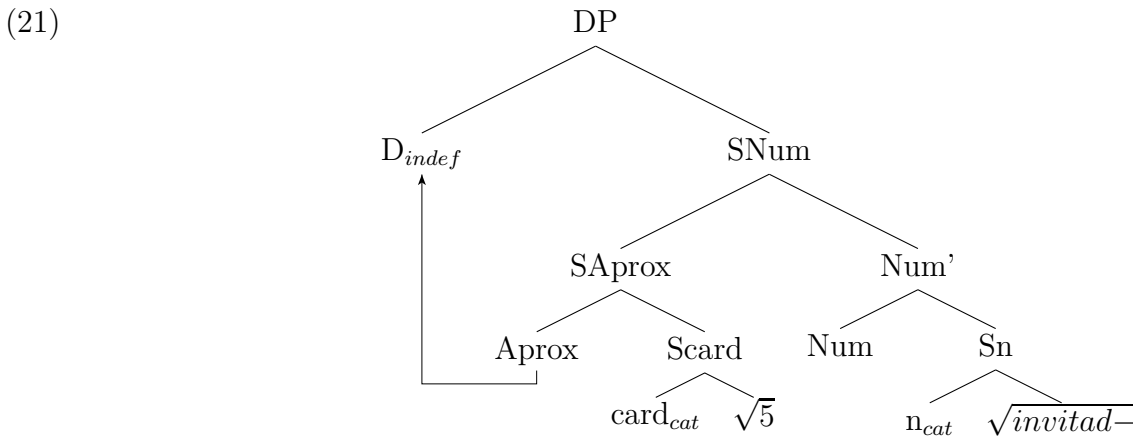 (21)
DP
D_indef SNum
SAprox Num'
Aprox Scard Num Sn
card_cat √5 n_cat √invitad−